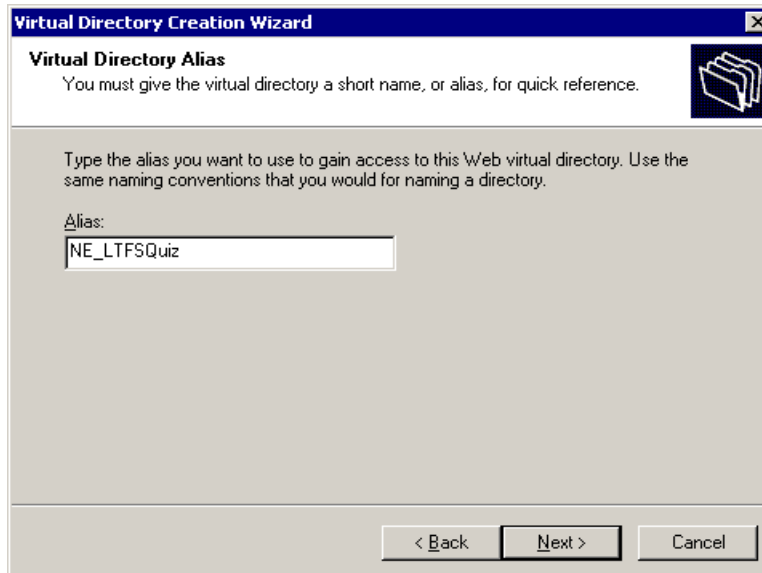 Virtual Directory Creation Wizard
Virtual Directory Alias
You must give the virtual directory a short name, or alias, for quick reference.
Type the alias you want to use to gain access to this Web virtual directory. Use the
same naming conventions that you would for naming a directory.
Alias:
NE_LTFSQuiz
< Back Next > Cancel